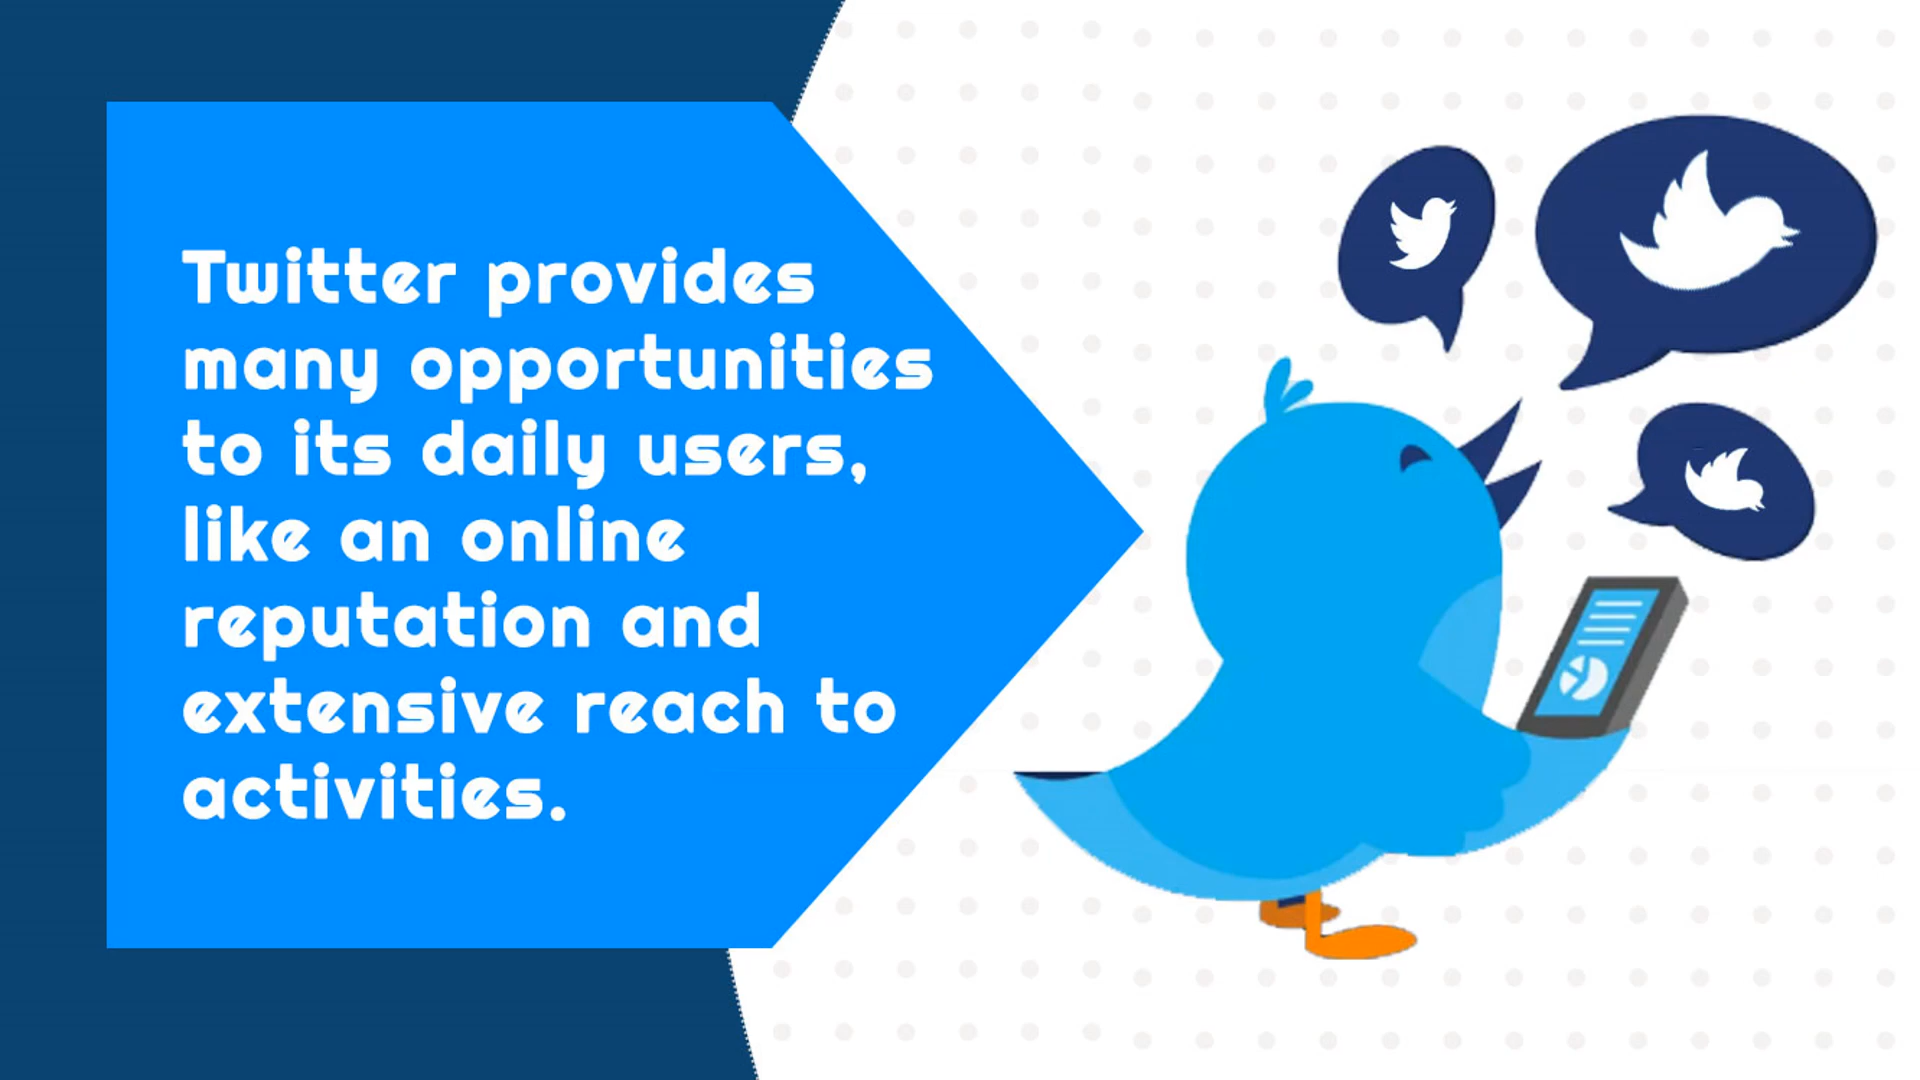 Twitter provides
many opportunities
to its daily users,
like an online
reputation and
extensive reach to
activities.